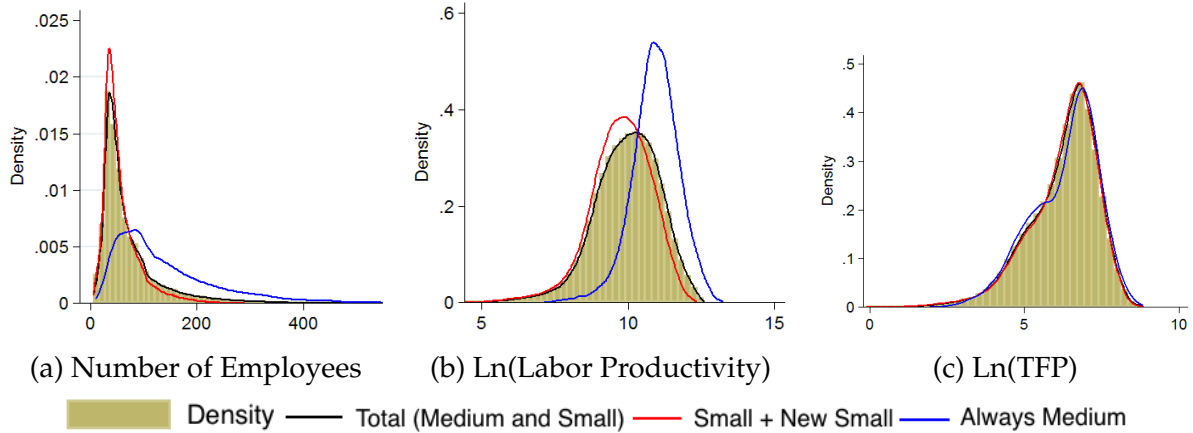 .025
.02
.015
.01
.005
0
Density
0 200 400
(a) Number of Employees
.6
.4
.2
0
Density
5 10 15
(b) Ln(Labor Productivity)
.5
.4
.3
.2
.1
0
Density
0 5 10
(c) Ln(TFP)
Density Total (Medium and Small) Small + New Small Always Medium